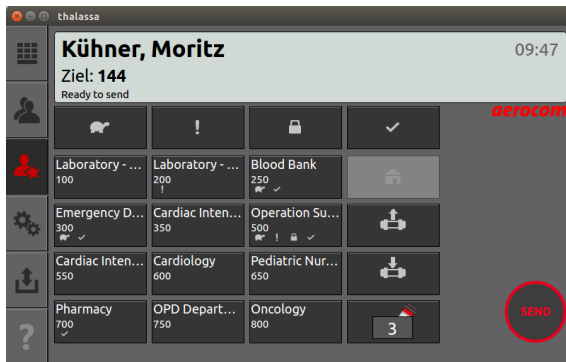 thalassa
Kühner, Moritz
09:47
Ziel: 144
Ready to send
aerocom
!
Laboratory - ...
100
Laboratory - ...
200
!
Blood Bank
250
Emergency D...
300
Cardiac Inten...
350
Operation Su...
500
!
Cardiac Inten...
550
Cardiology
600
Pediatric Nur...
650
Pharmacy
700
OPD Depart...
750
Oncology
800
3
SEND
?